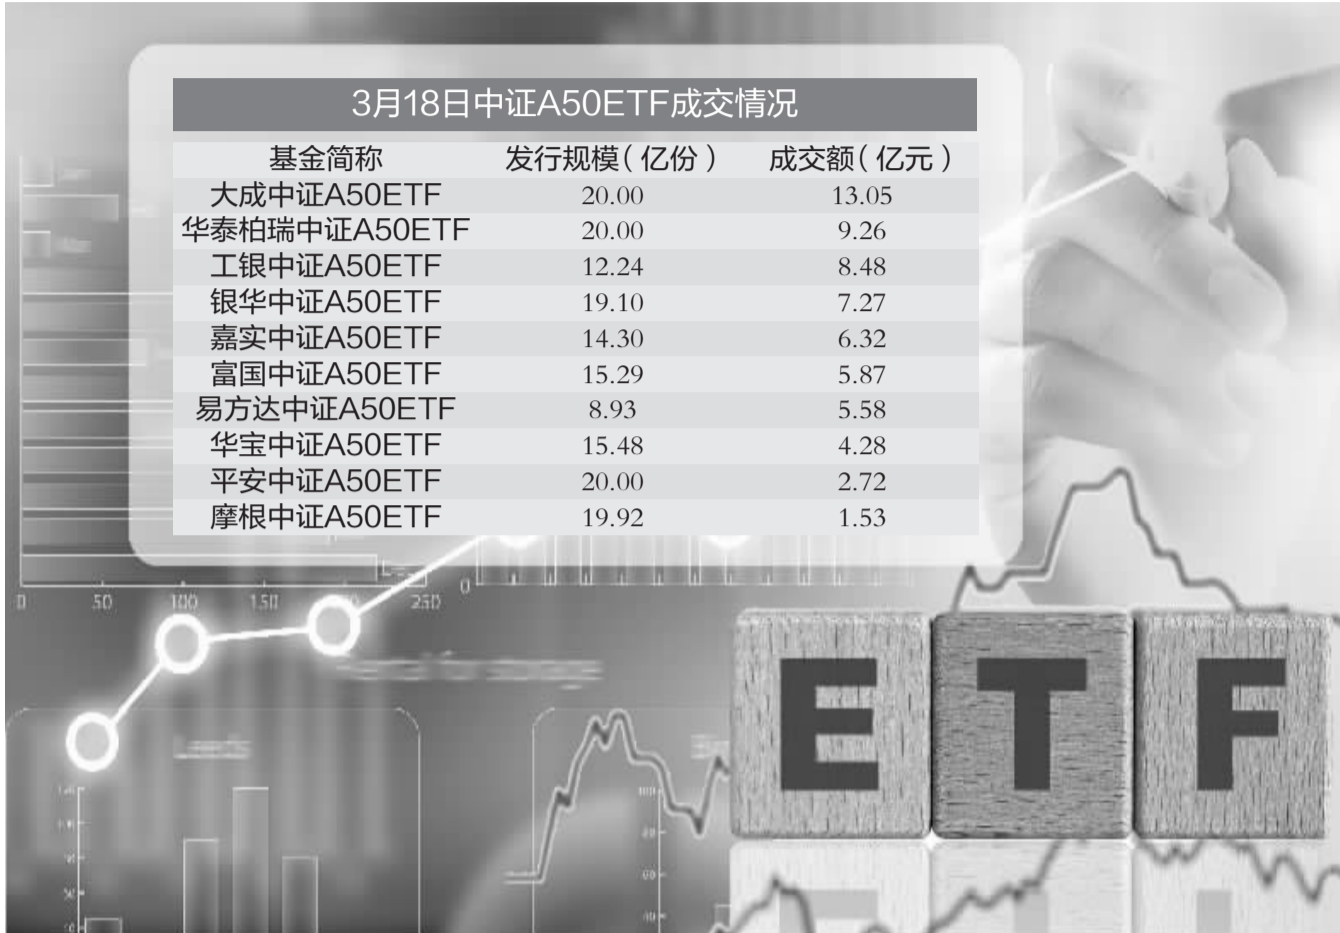 3月18日中证A50ETF成交情况
基金简称 发行规模（亿份） 成交额（亿元）
大成中证A50ETF 20.00 13.05
华泰柏瑞中证A50ETF 20.00 9.26
工银中证A50ETF 12.24 8.48
银华中证A50ETF 19.10 7.27
嘉实中证A50ETF 14.30 6.32
富国中证A50ETF 15.29 5.87
易方达中证A50ETF 8.93 5.58
华宝中证A50ETF 15.48 4.28
平安中证A50ETF 20.00 2.72
摩根中证A50ETF 19.92 1.53
0
0 50 100 150 250
Leads
ETF